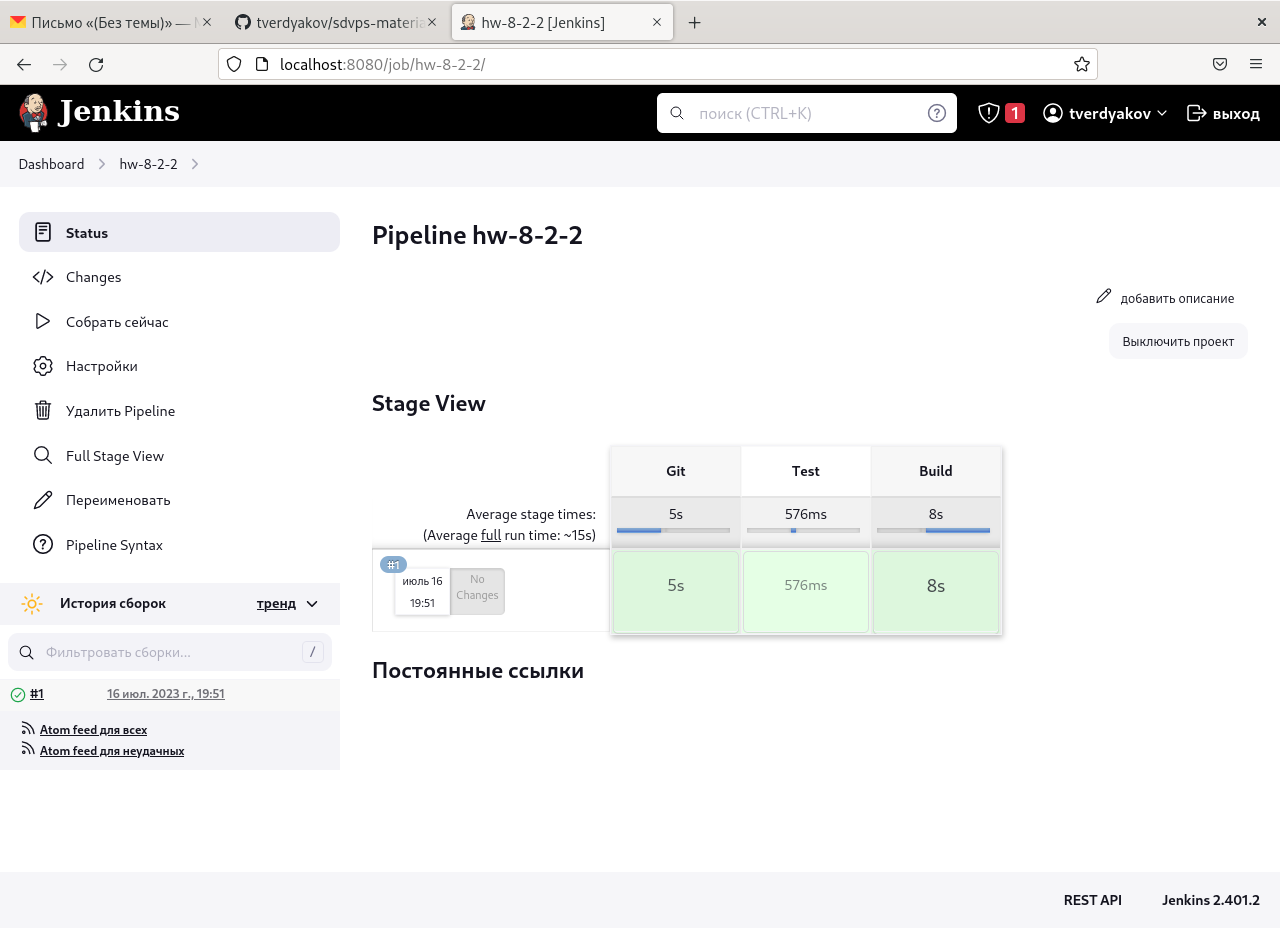 Письмо «(Без темы)» —
tverdyakov/sdvps-materia
hw-8-2-2 [Jenkins]
localhost:8080/job/hw-8-2-2/
Jenkins
поиск (CTRL+K)
1
tverdyakov
выход
Dashboard
hw-8-2-2
Status
Changes
Собрать сейчас
Настройки
Удалить Pipeline
Full Stage View
Переименовать
Pipeline Syntax
История сборок
тренд
Фильтровать сборки...
/
#1
16 июл. 2023 г., 19:51
Atom feed для всех
Atom feed для неудачных
Pipeline hw-8-2-2
добавить описание
Выключить проект
Stage View
Git Test Build
Average stage times:
5s 576ms 8s
(Average full run time: ~15s)
#1
июль 16
19:51
No
Changes
5s 576ms 8s
Постоянные ссылки
REST API
Jenkins 2.401.2